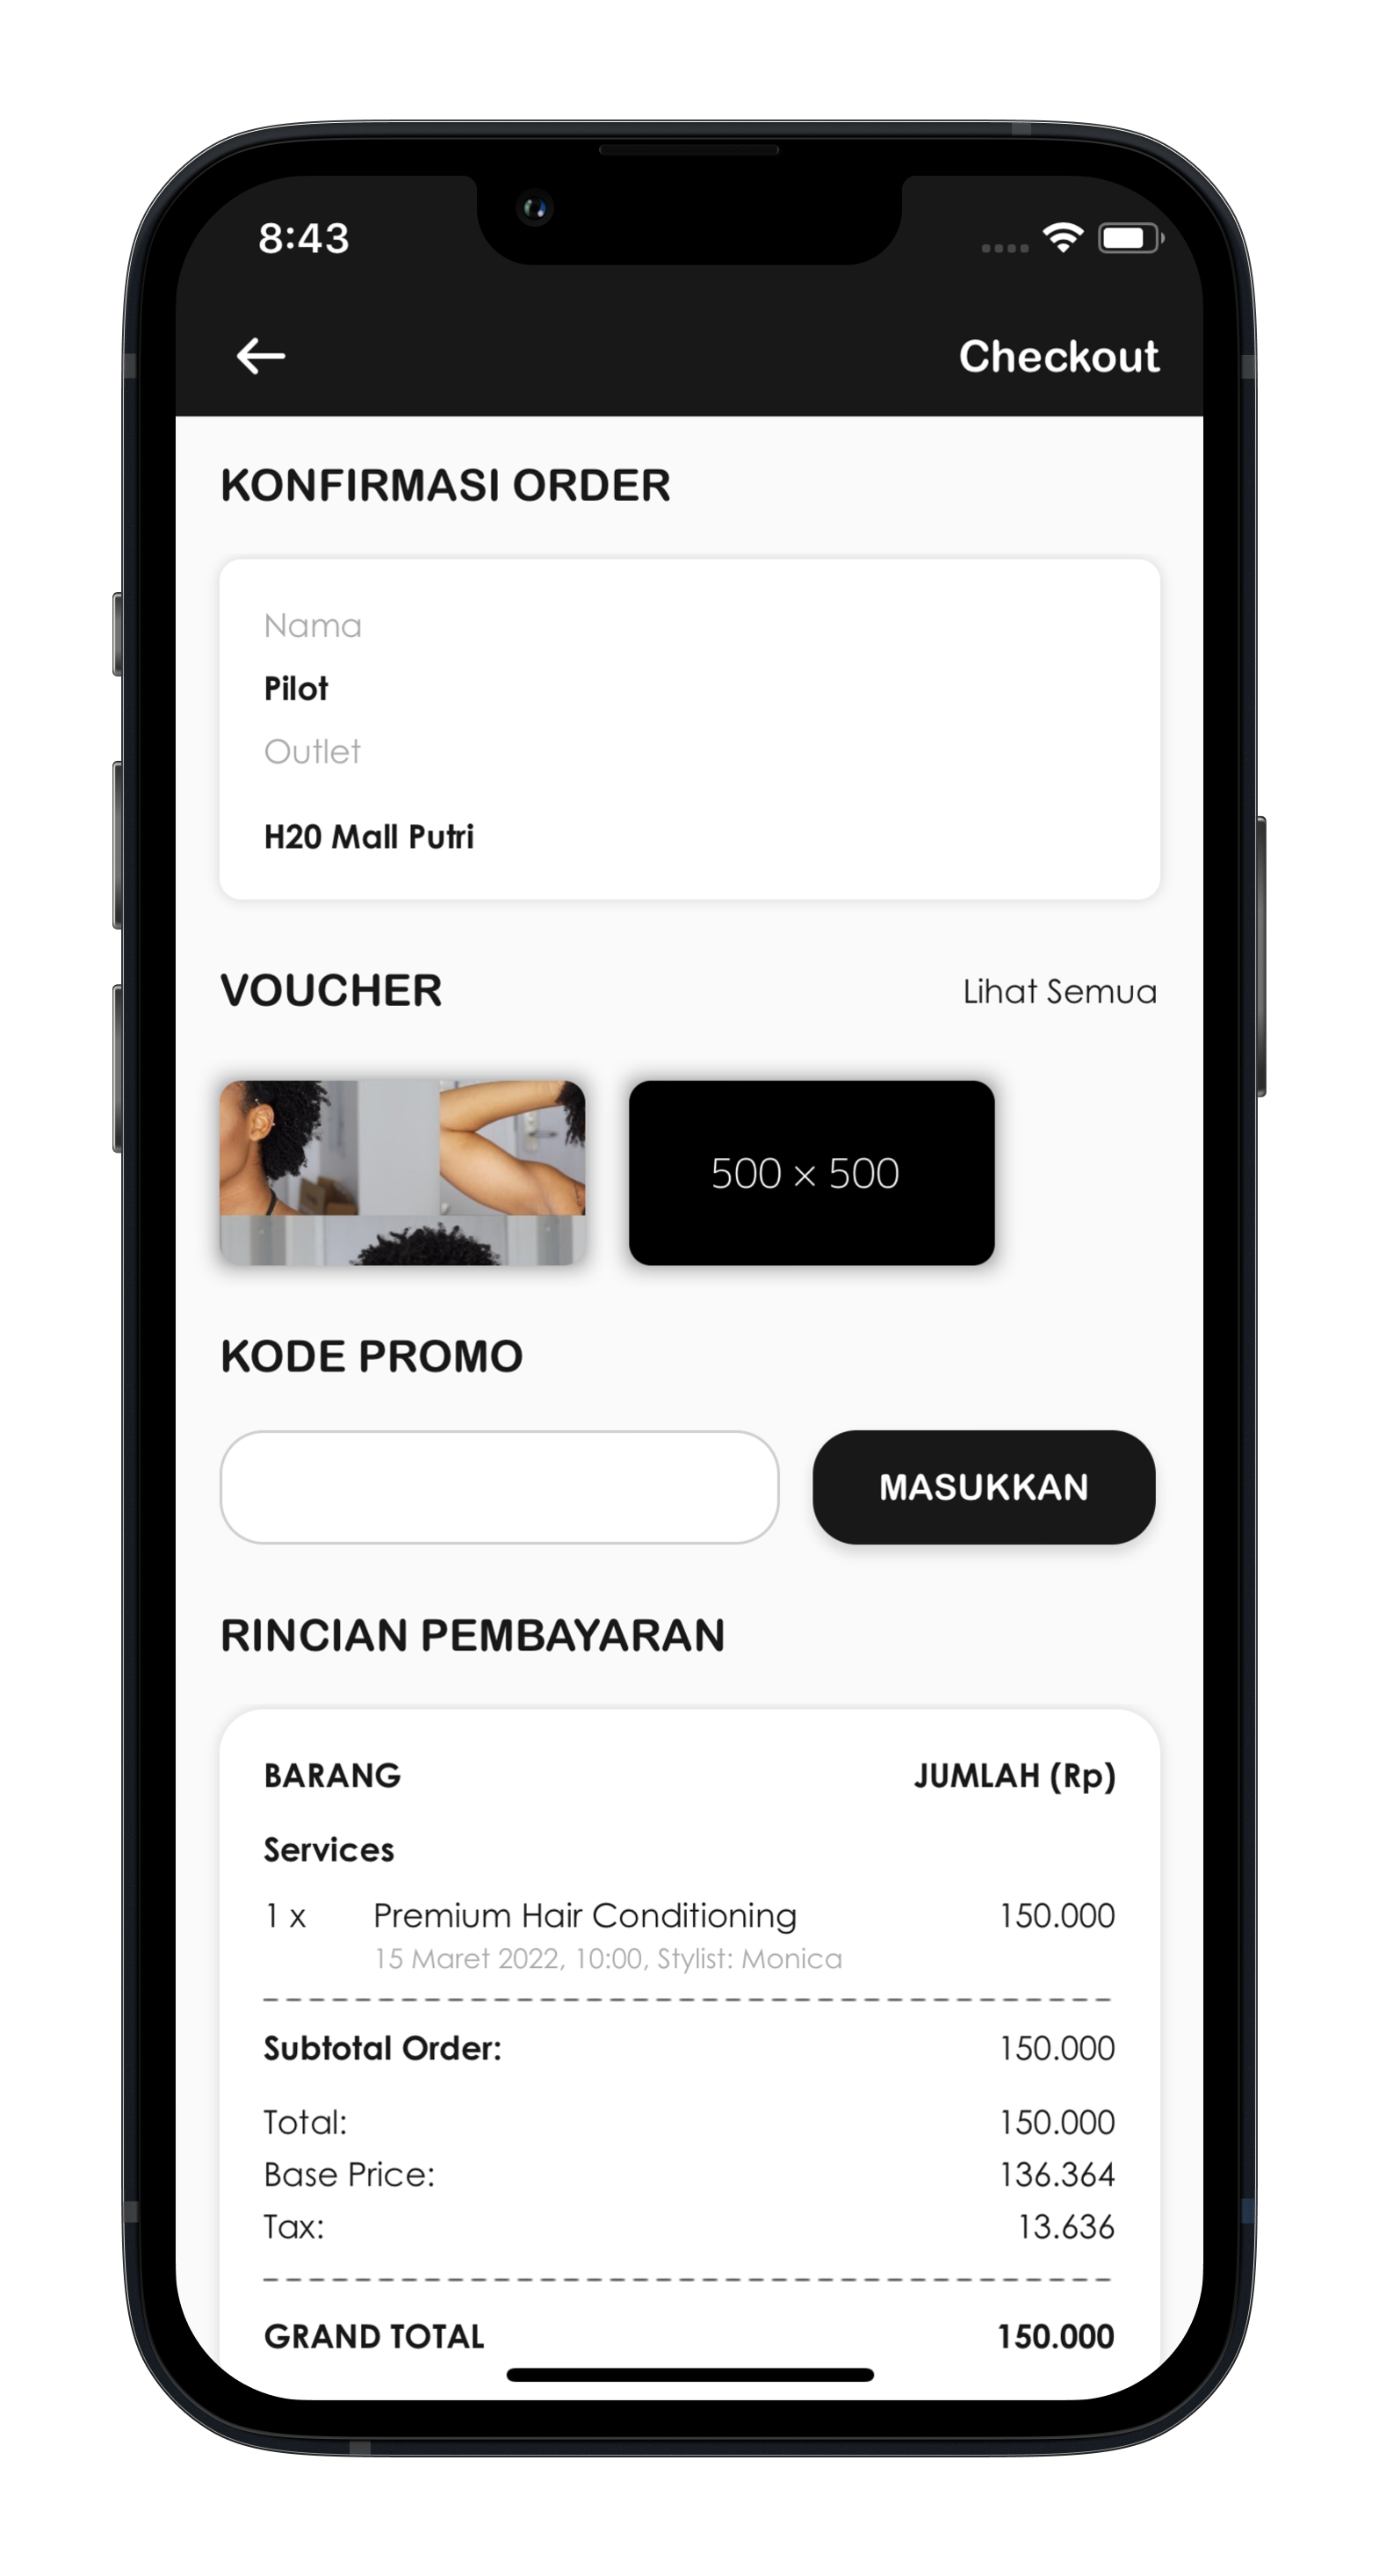 8:43
Checkout
KONFIRMASI ORDER
Nama
Pilot
Outlet
H20 Mall Putri
VOUCHER Lihat Semua
500 × 500
KODE PROMO
MASUKKAN
RINCIAN PEMBAYARAN
BARANG JUMLAH (Rp)
Services
1 x Premium Hair Conditioning 150.000
15 Maret 2022, 10:00, Stylist: Monica
Subtotal Order: 150.000
Total: 150.000
Base Price: 136.364
Tax: 13.636
GRAND TOTAL 150.000